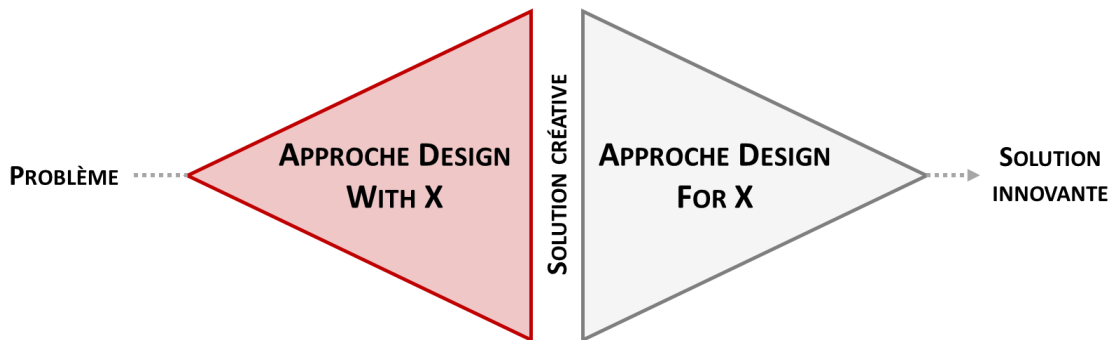 Problème
Approche Design
With X
Solution créative
Approche Design
For X
Solution
innovante